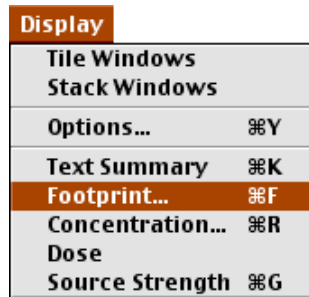 Display
Tile Windows
Stack Windows
Options... ⌘Y
Text Summary ⌘K
Footprint... ⌘F
Concentration... ⌘R
Dose
Source Strength ⌘G